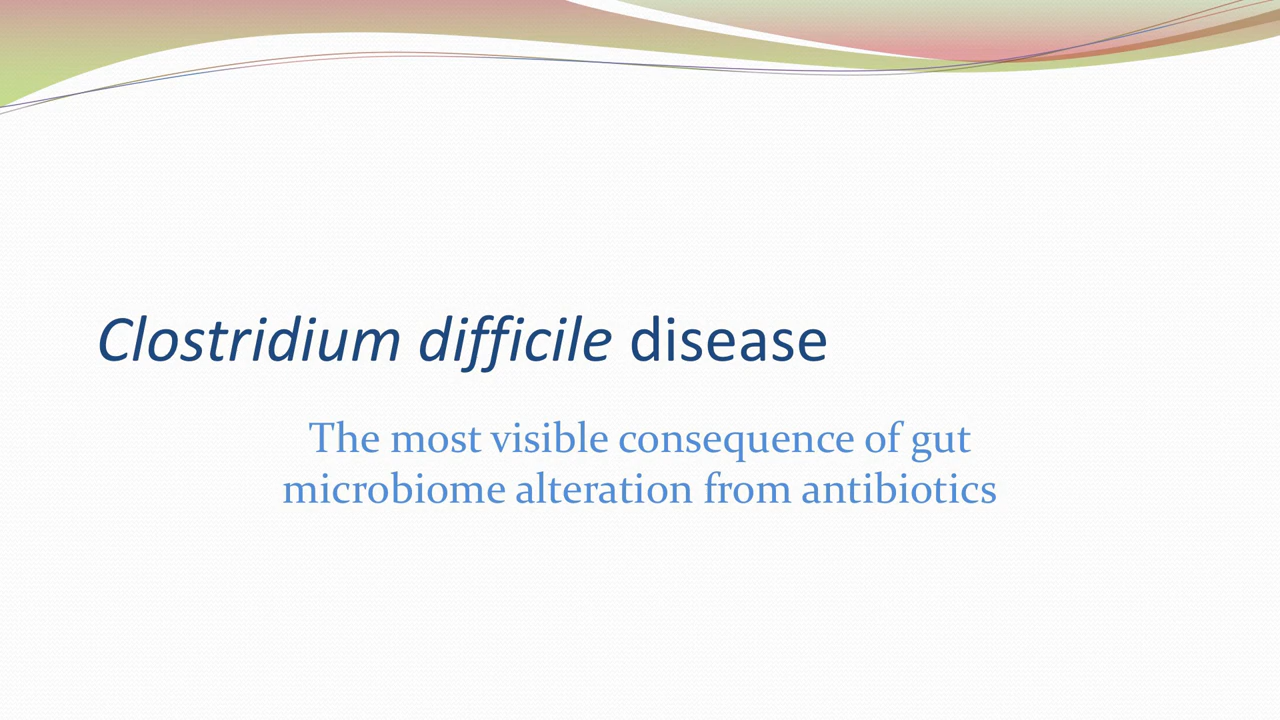 Clostridium difficile disease
The most visible consequence of gut
microbiome alteration from antibiotics